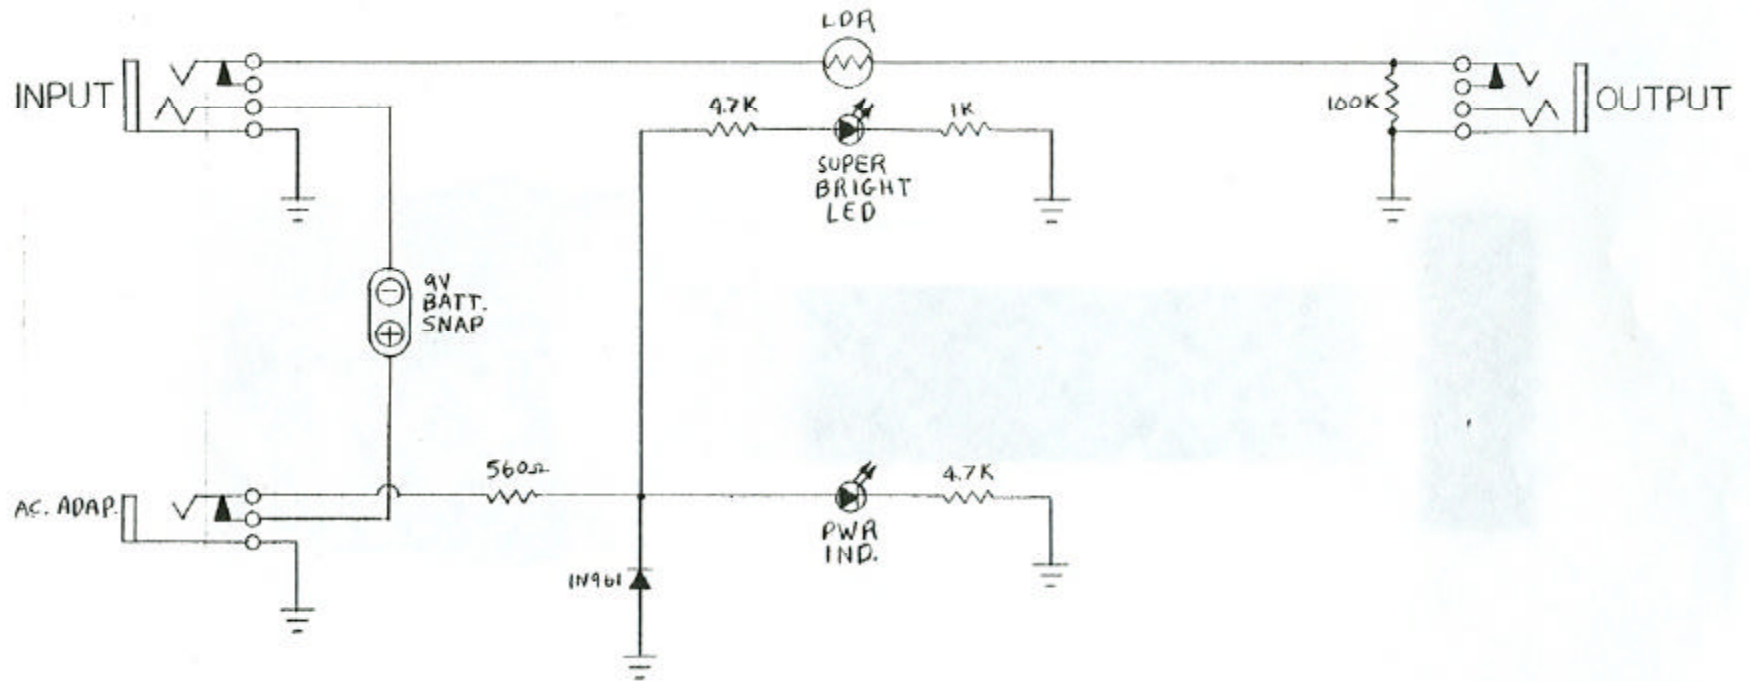 LDR
INPUT
4.7K
1K
100K
OUTPUT
SUPER
BRIGHT
LED
9V
BATT.
SNAP
560Ω
4.7K
AC. ADAP.
PWR
IND.
1N961